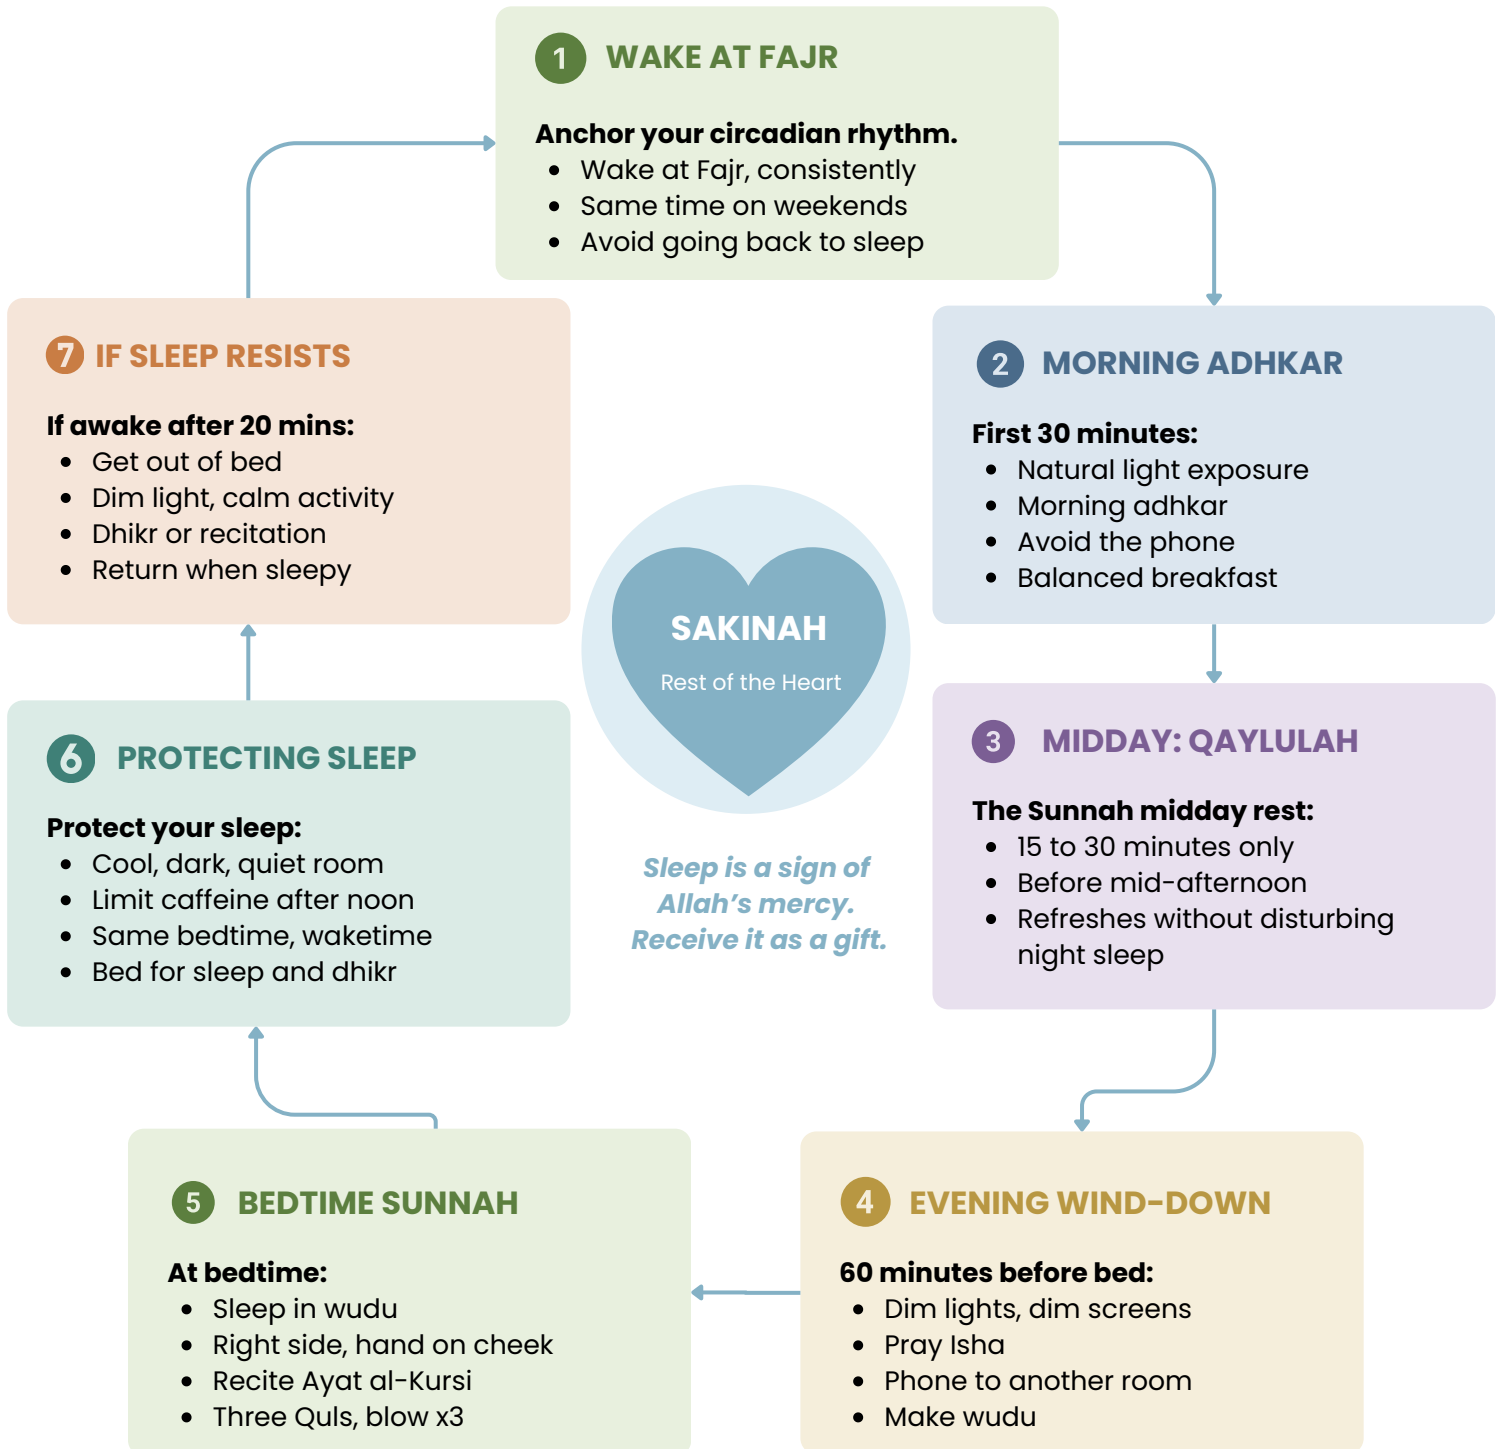 1 WAKE AT FAJR
Anchor your circadian rhythm.
• Wake at Fajr, consistently
• Same time on weekends
• Avoid going back to sleep
2 MORNING ADHKAR
First 30 minutes:
• Natural light exposure
• Morning adhkar
• Avoid the phone
• Balanced breakfast
3 MIDDAY: QAYLULAH
The Sunnah midday rest:
• 15 to 30 minutes only
• Before mid-afternoon
• Refreshes without disturbing
night sleep
4 EVENING WIND-DOWN
60 minutes before bed:
• Dim lights, dim screens
• Pray Isha
• Phone to another room
• Make wudu
5 BEDTIME SUNNAH
At bedtime:
• Sleep in wudu
• Right side, hand on cheek
• Recite Ayat al-Kursi
• Three Quls, blow x3
6 PROTECTING SLEEP
Protect your sleep:
• Cool, dark, quiet room
• Limit caffeine after noon
• Same bedtime, waketime
• Bed for sleep and dhikr
7 IF SLEEP RESISTS
If awake after 20 mins:
• Get out of bed
• Dim light, calm activity
• Dhikr or recitation
• Return when sleepy
SAKINAH
Rest of the Heart
Sleep is a sign of
Allah’s mercy.
Receive it as a gift.